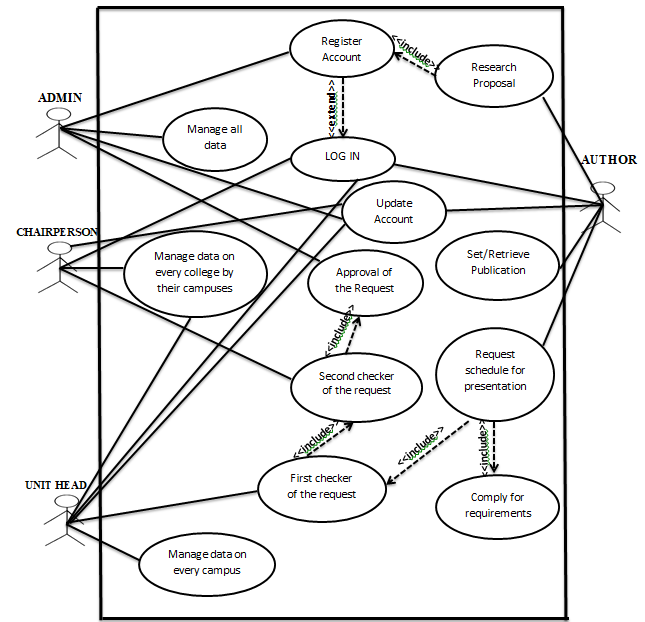 Register
Account
<<include>>
Research
Proposal
ADMIN
<<extend>>
Manage all
data
LOG IN
AUTHOR
Update
Account
CHAIRPERSON
Manage data on
every college by
their campuses
Set/Retrieve
Publication
Approval of
the Request
<<include>>
Request
schedule for
presentation
Second checker
of the request
<<include>>
<<include>>
<<include>>
UNIT HEAD
First checker
of the request
Comply for
requirements
Manage data on
every campus